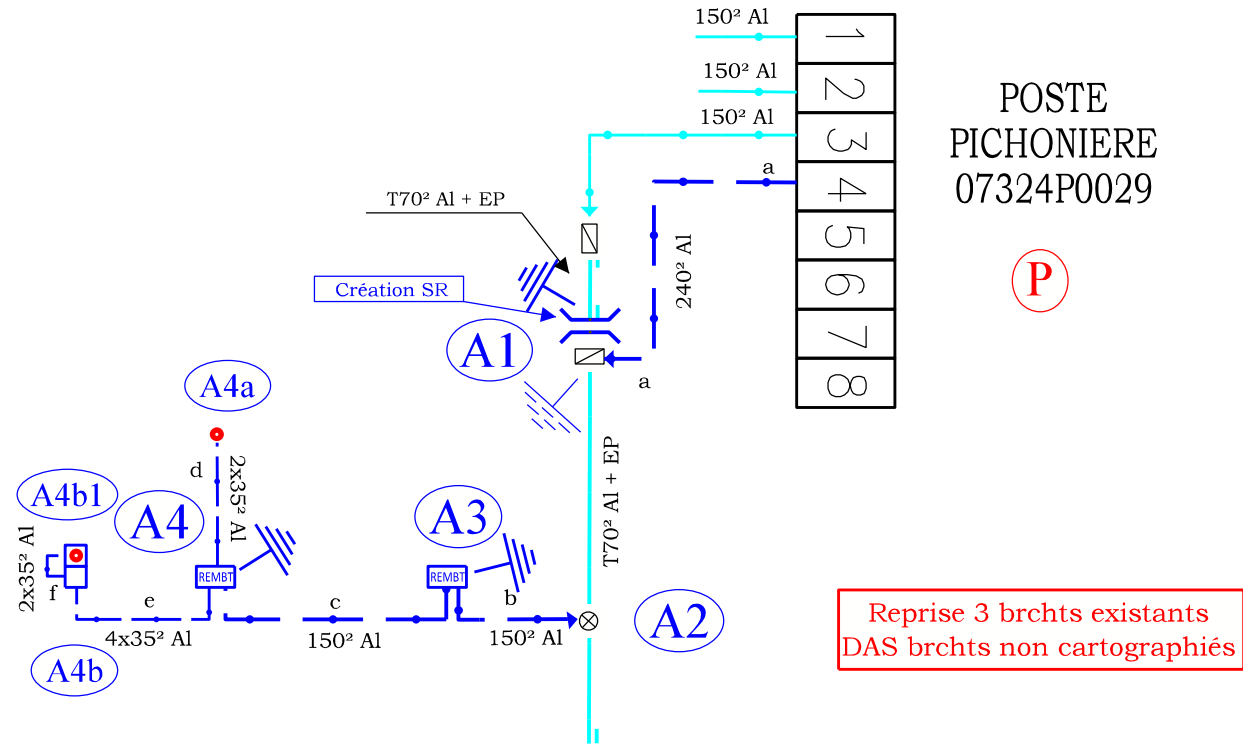 150² Al
150² Al
150² Al
1
2
3
4
5
6
7
8
POSTE
PICHONIERE
07324P0029
P
a
T70² Al + EP
240² Al
Création SR
A1
a
A4a
d
2x35² Al
A4b1
A4
A3
T70² Al + EP
2x35² Al
f
REMBT
REMBT
e
c
b
4x35² Al
150² Al
150² Al
A2
A4b
Reprise 3 brchts existants
DAS brchts non cartographiés